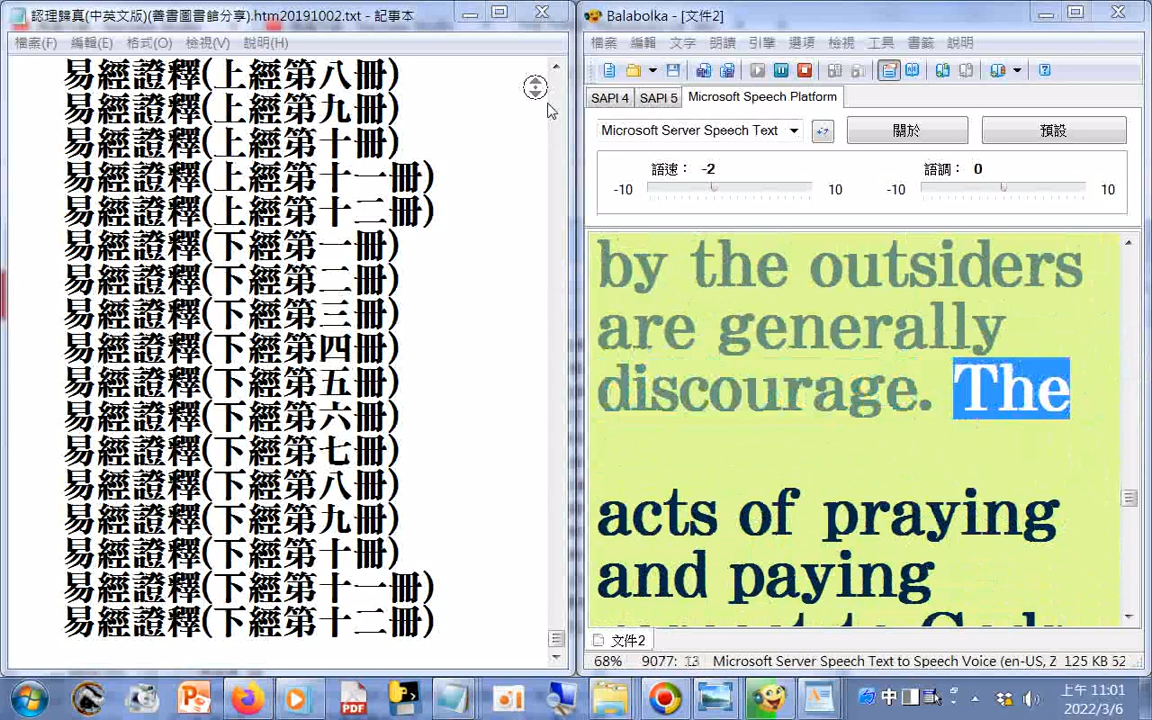 認理歸真(中英文版)(善書圖書館分享).htm20191002.txt - 記事本
檔案(F) 編輯(E) 格式(O) 檢視(V) 說明(H)
易經證釋(上經第八冊)
易經證釋(上經第九冊)
易經證釋(上經第十冊)
易經證釋(上經第十一冊)
易經證釋(上經第十二冊)
易經證釋(下經第一冊)
易經證釋(下經第二冊)
易經證釋(下經第三冊)
易經證釋(下經第四冊)
易經證釋(下經第五冊)
易經證釋(下經第六冊)
易經證釋(下經第七冊)
易經證釋(下經第八冊)
易經證釋(下經第九冊)
易經證釋(下經第十冊)
易經證釋(下經第十一冊)
易經證釋(下經第十二冊)
Balabolka - [文件2]
檔案 編輯 文字 朗讀 引擎 選項 檢視 工具 書籤 說明
SAPI 4 SAPI 5 Microsoft Speech Platform
Microsoft Server Speech Text 關於 預設
語速： -2 語調： 0
-10 10 -10 10
by the outsiders
are generally
discourage. The
acts of praying
and paying
文件2
68% 9077: 13 Microsoft Server Speech Text to Speech Voice (en-US, Z 125 KB 52
PDF 中 上午 11:01
2022/3/6